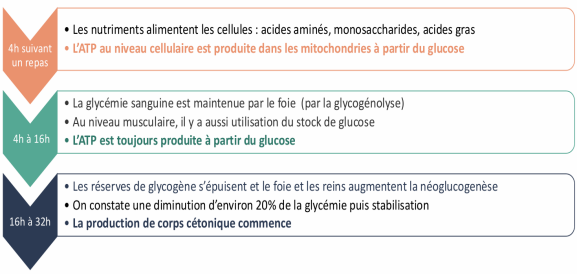 4h suivant
un repas
• Les nutriments alimentent les cellules : acides aminés, monosaccharides, acides gras
• L'ATP au niveau cellulaire est produite dans les mitochondries à partir du glucose
4h à 16h
• La glycémie sanguine est maintenue par le foie (par la glycogénolyse)
• Au niveau musculaire, il y a aussi utilisation du stock de glucose
• L'ATP est toujours produite à partir du glucose
16h à 32h
• Les réserves de glycogène s'épuisent et le foie et les reins augmentent la néoglucogenèse
• On constate une diminution d'environ 20% de la glycémie puis stabilisation
• La production de corps cétonique commence